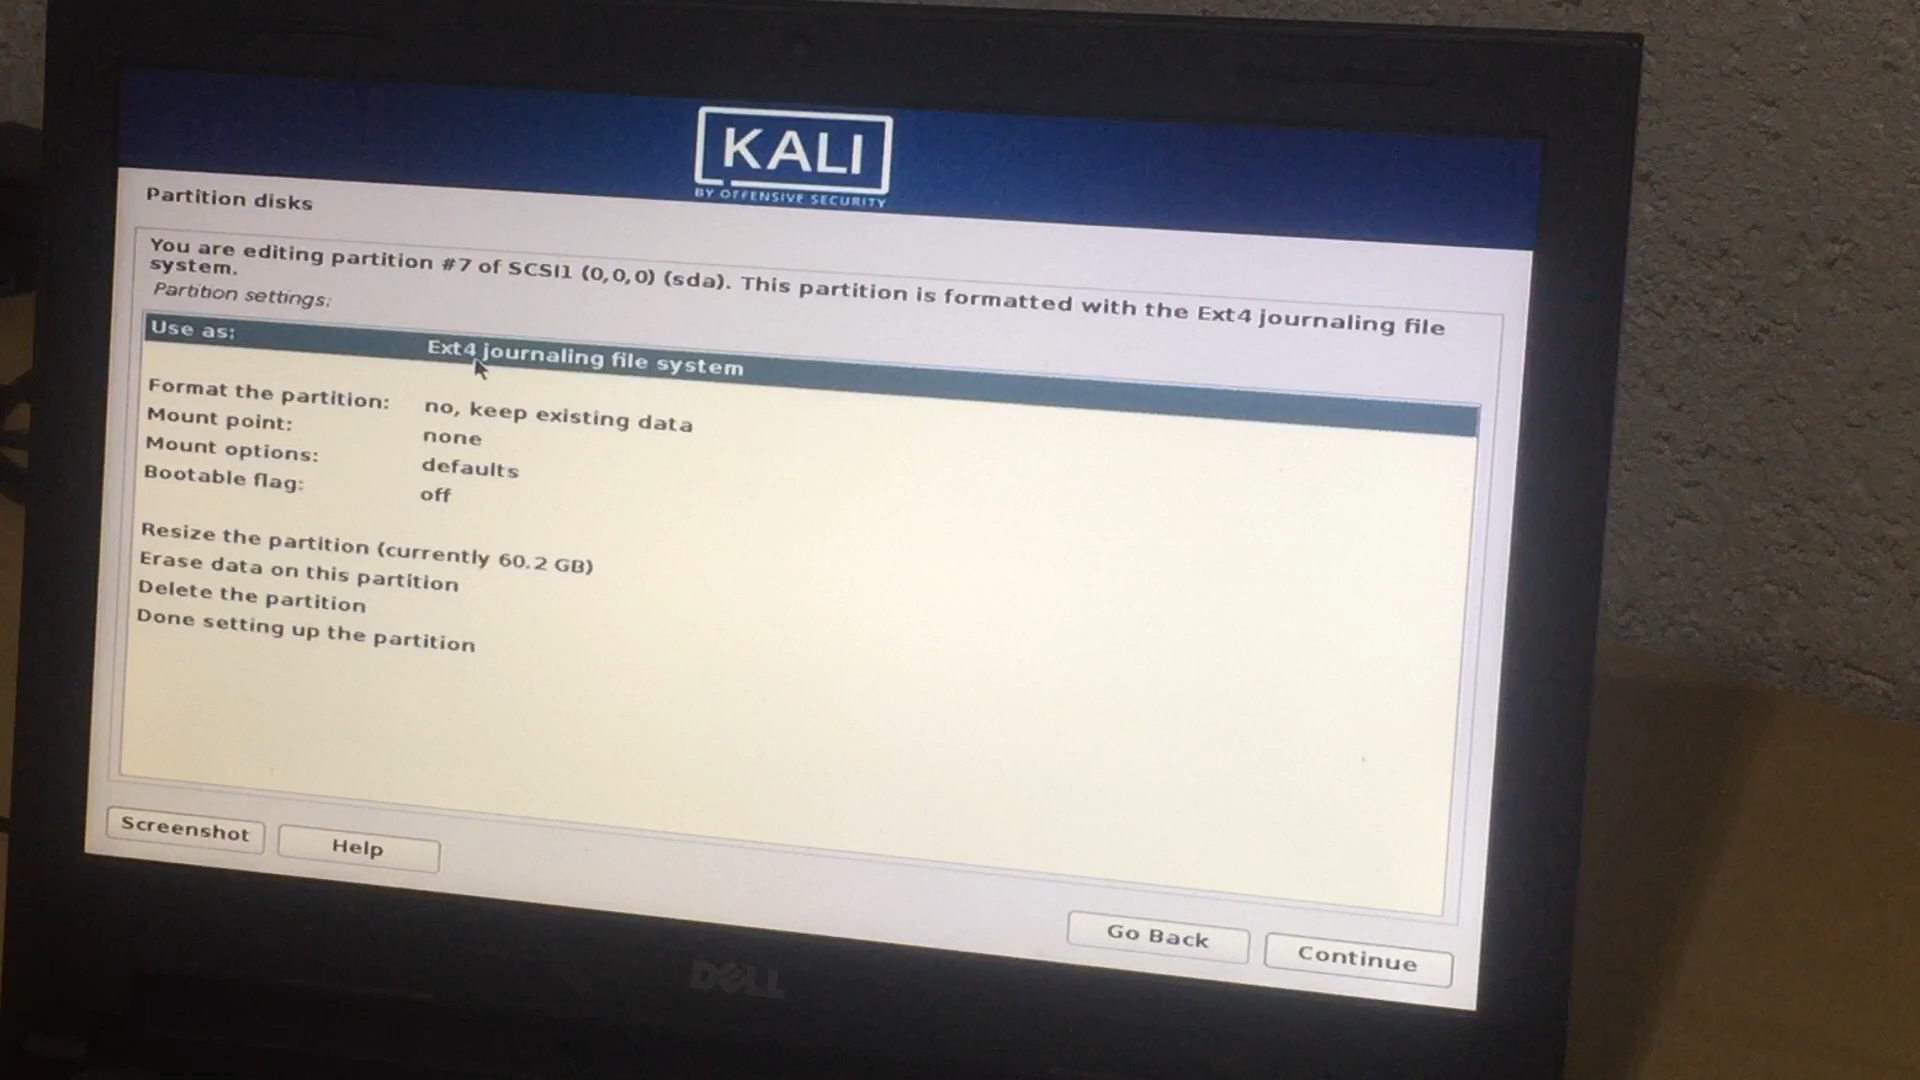 KALI
BY OFFENSIVE SECURITY
Partition disks
You are editing partition #7 of SCSI1 (0,0,0) (sda). This partition is formatted with the Ext4 journaling file
system.
Partition settings:
Use as: Ext4 journaling file system
Format the partition: no, keep existing data
Mount point: none
Mount options: defaults
Bootable flag: off
Resize the partition (currently 60.2 GB)
Erase data on this partition
Delete the partition
Done setting up the partition
Screenshot Help Go Back Continue
DELL